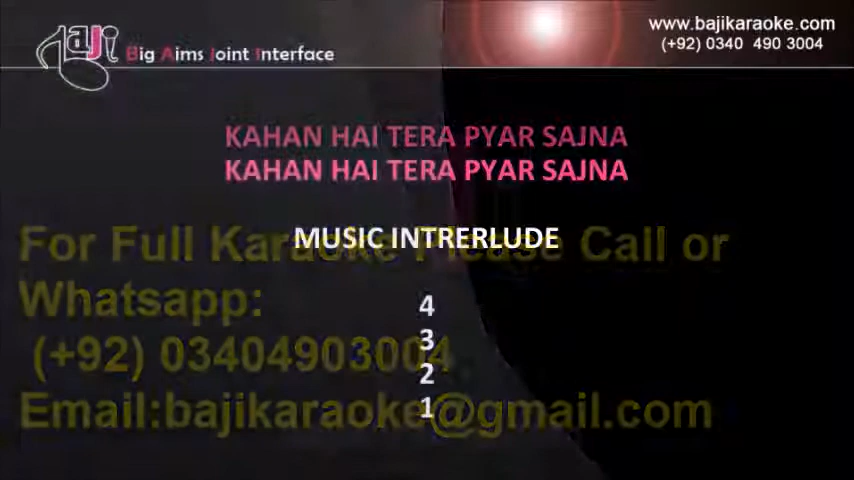 Baji Big Aims Joint Interface
www.bajikaraoke.com
(+92) 0340 490 3004
KAHAN HAI TERA PYAR SAJNA
KAHAN HAI TERA PYAR SAJNA
MUSIC INTRERLUDE
For Full Karaoke Please Call or
Whatsapp:
4
3
(+92) 03404903004
2
1
Email:bajikaraoke@gmail.com